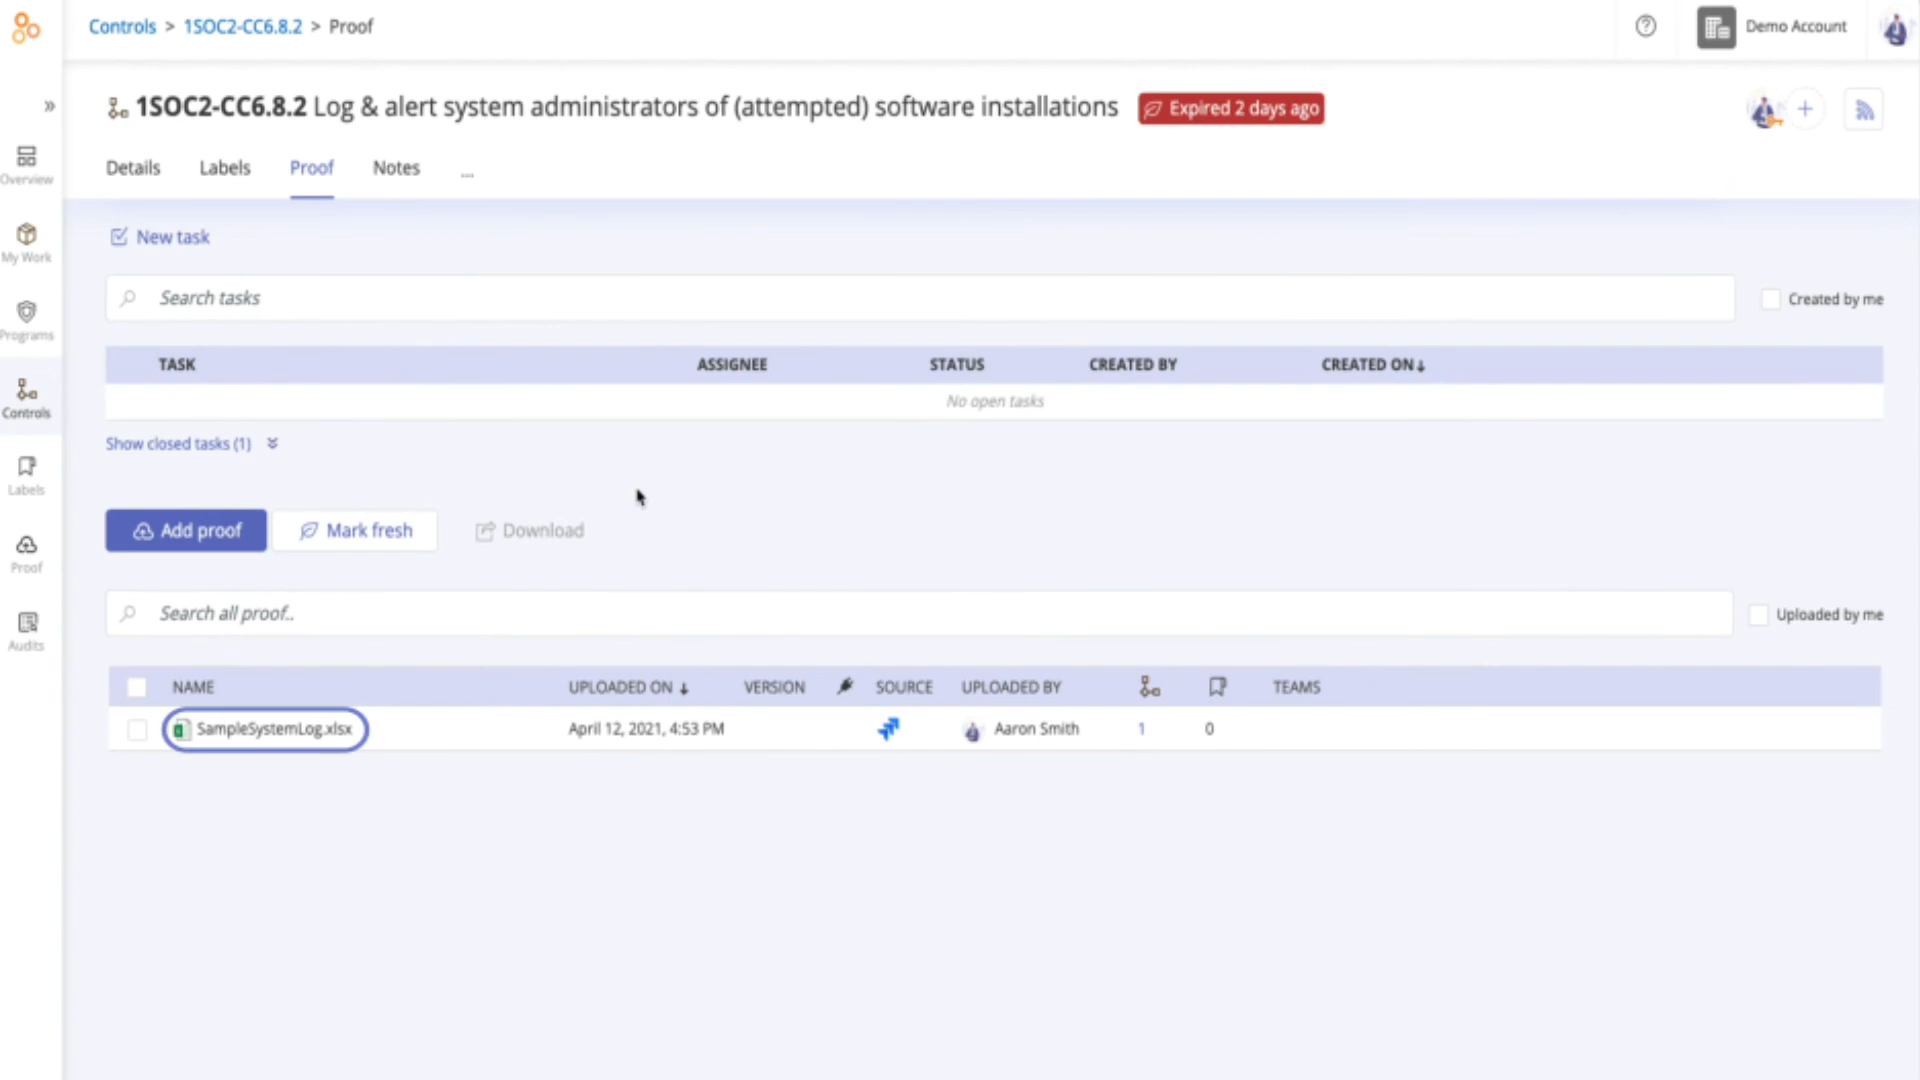 Controls > 1SOC2-CC6.8.2 > Proof
Demo Account
1SOC2-CC6.8.2 Log & alert system administrators of (attempted) software installations
Expired 2 days ago
Details Labels Proof Notes ...
Overview
My Work
Programs
Controls
Labels
Proof
Audits
New task
Search tasks
Created by me
TASK ASSIGNEE STATUS CREATED BY CREATED ON↓
No open tasks
Show closed tasks (1)
Add proof Mark fresh Download
Search all proof..
Uploaded by me
NAME UPLOADED ON ↓ VERSION SOURCE UPLOADED BY TEAMS
SampleSystemLog.xlsx April 12, 2021, 4:53 PM Aaron Smith 1 0